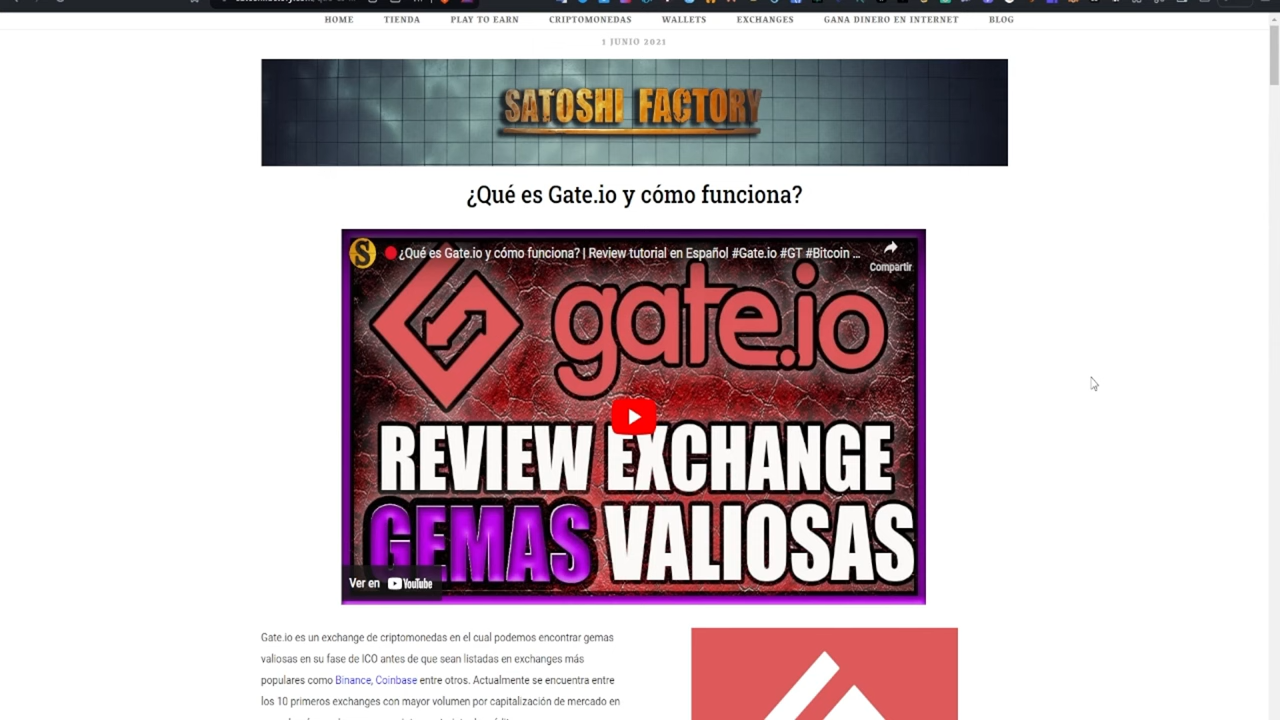 HOME TIENDA PLAY TO EARN CRIPTOMONEDAS WALLETS EXCHANGES GANA DINERO EN INTERNET BLOG
1 JUNIO 2021
SATOSHI FACTORY
¿Qué es Gate.io y cómo funciona?
¿Qué es Gate.io y cómo funciona? | Review tutorial en Español #Gate.io #GT #Bitcoin ...
Compartir
gate.io
REVIEW EXCHANGE
GEMAS VALIOSAS
Ver en YouTube
Gate.io es un exchange de criptomonedas en el cual podemos encontrar gemas
valiosas en su fase de ICO antes de que sean listadas en exchanges más
populares como Binance, Coinbase entre otros. Actualmente se encuentra entre
los 10 primeros exchanges con mayor volumen por capitalización de mercado en